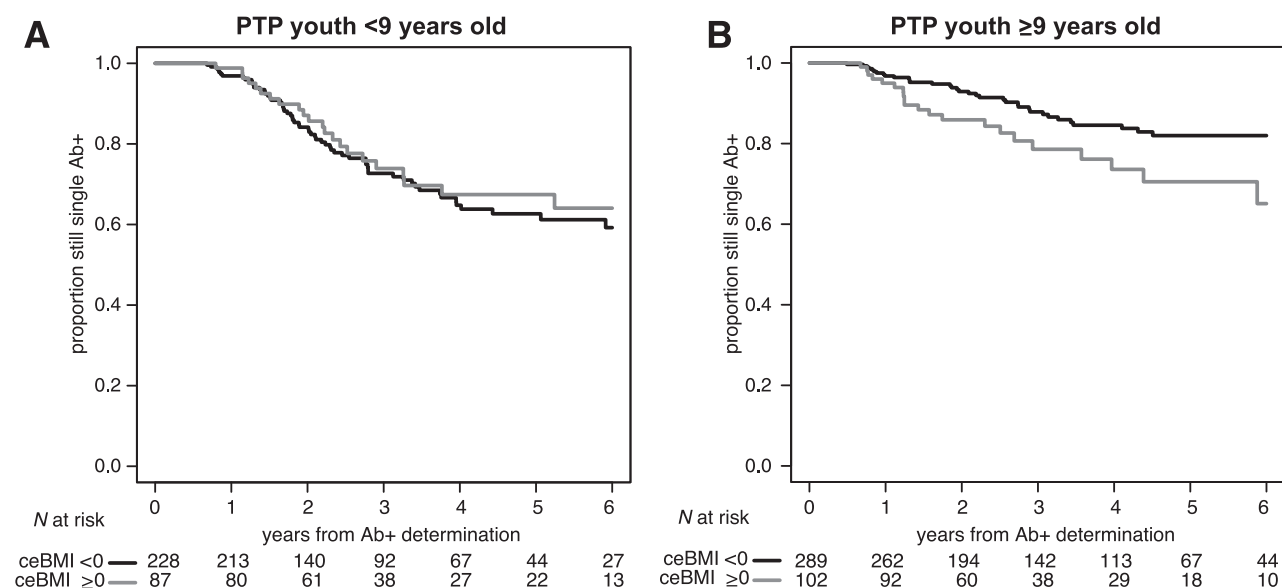 A
PTP youth <9 years old
proportion still single Ab+
1.0
0.8
0.6
0.4
0.2
0.0
0 1 2 3 4 5 6
years from Ab+ determination
N at risk
ceBMI <0 228 213 140 92 67 44 27
ceBMI ≥0 87 80 61 38 27 22 13
B
PTP youth ≥9 years old
proportion still single Ab+
1.0
0.8
0.6
0.4
0.2
0.0
0 1 2 3 4 5 6
years from Ab+ determination
N at risk
ceBMI <0 289 262 194 142 113 67 44
ceBMI ≥0 102 92 60 38 29 18 10